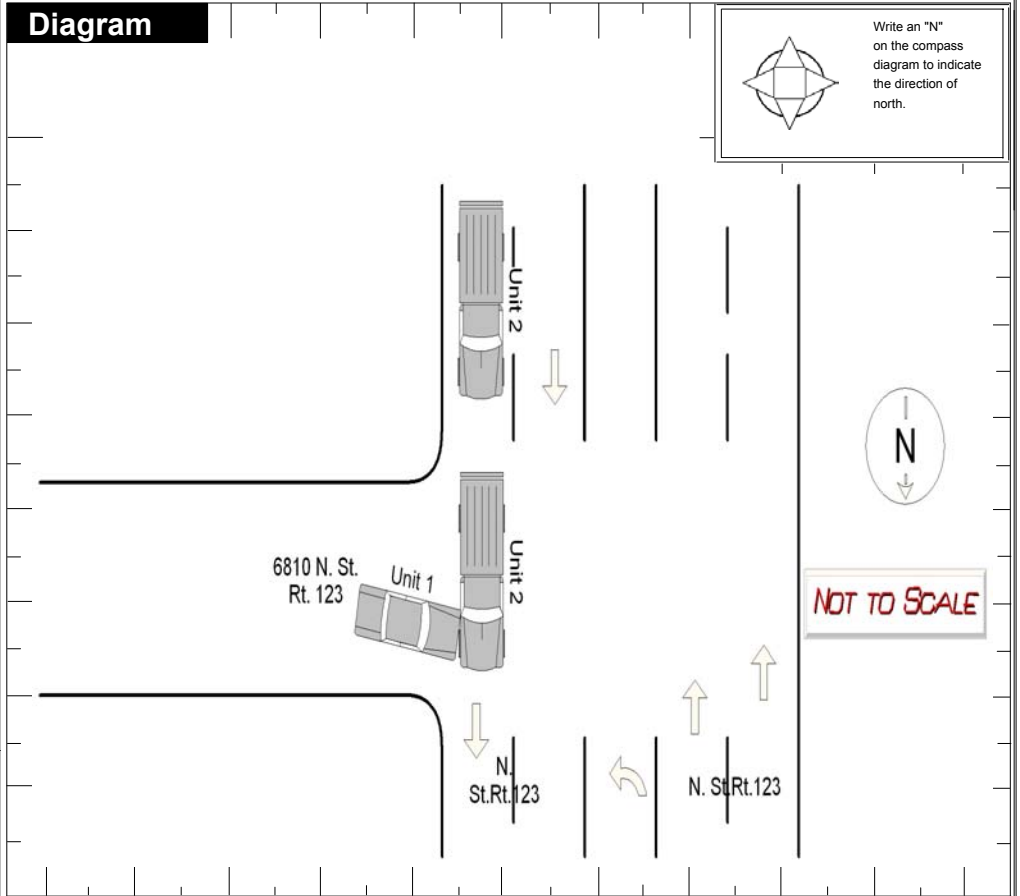 Diagram
Write an "N"
on the compass
diagram to indicate
the direction of
north.
Unit 2
N
Unit 2
6810 N. St.
Rt. 123
Unit 1
NOT TO SCALE
N.
St.Rt.123
N. St.Rt.123